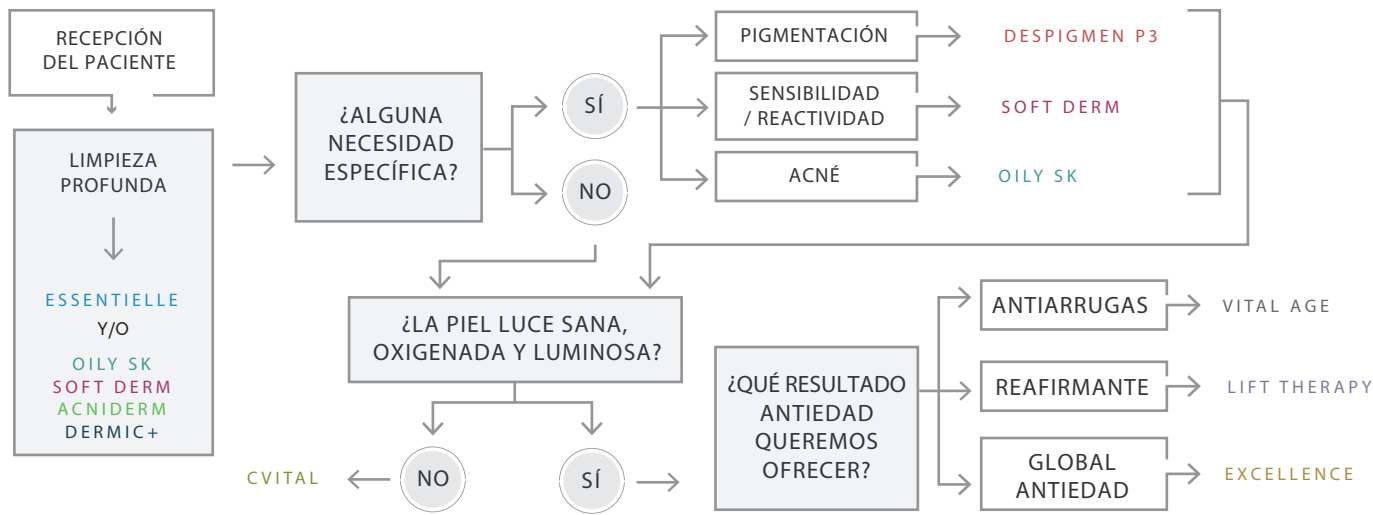 RECEPCIÓN
DEL PACIENTE
LIMPIEZA
PROFUNDA
ESSENTIELLE
Y/O
OILY SK
SOFT DERM
ACNIDERM
DERMIC+
¿ALGUNA
NECESIDAD
ESPECÍFICA?
SÍ
NO
PIGMENTACIÓN
DESPIGMEN P3
SENSIBILIDAD
/ REACTIVIDAD
SOFT DERM
ACNÉ
OILY SK
¿LA PIEL LUCE SANA,
OXIGENADA Y LUMINOSA?
NO
CVITAL
SÍ
¿QUÉ RESULTADO
ANTIEDAD
QUEREMOS
OFRECER?
ANTIARRUGAS
VITAL AGE
REAFIRMANTE
LIFT THERAPY
GLOBAL
ANTIEDAD
EXCELLENCE